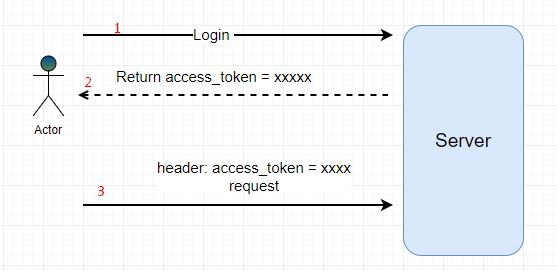 1
Login
Return access_token = xxxxx
2
Actor
Server
header: access_token = xxxx
request
3